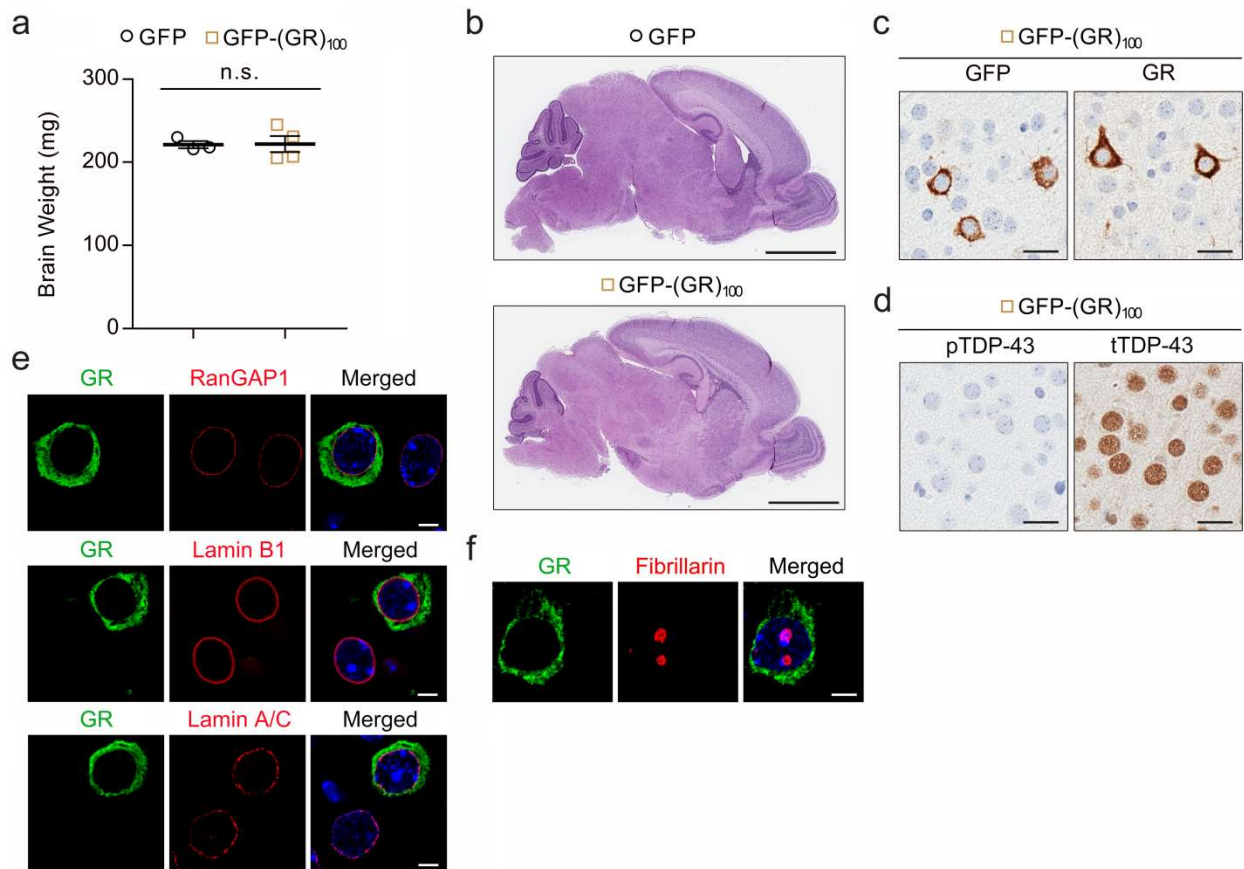 a
○ GFP □ GFP-(GR)₁₀₀
n.s.
300
200
100
0
Brain Weight (mg)
b
○ GFP
□ GFP-(GR)₁₀₀
c
□ GFP-(GR)₁₀₀
GFP GR
d
□ GFP-(GR)₁₀₀
pTDP-43 tTDP-43
e
GR RanGAP1 Merged
GR Lamin B1 Merged
GR Lamin A/C Merged
f
GR Fibrillarin Merged